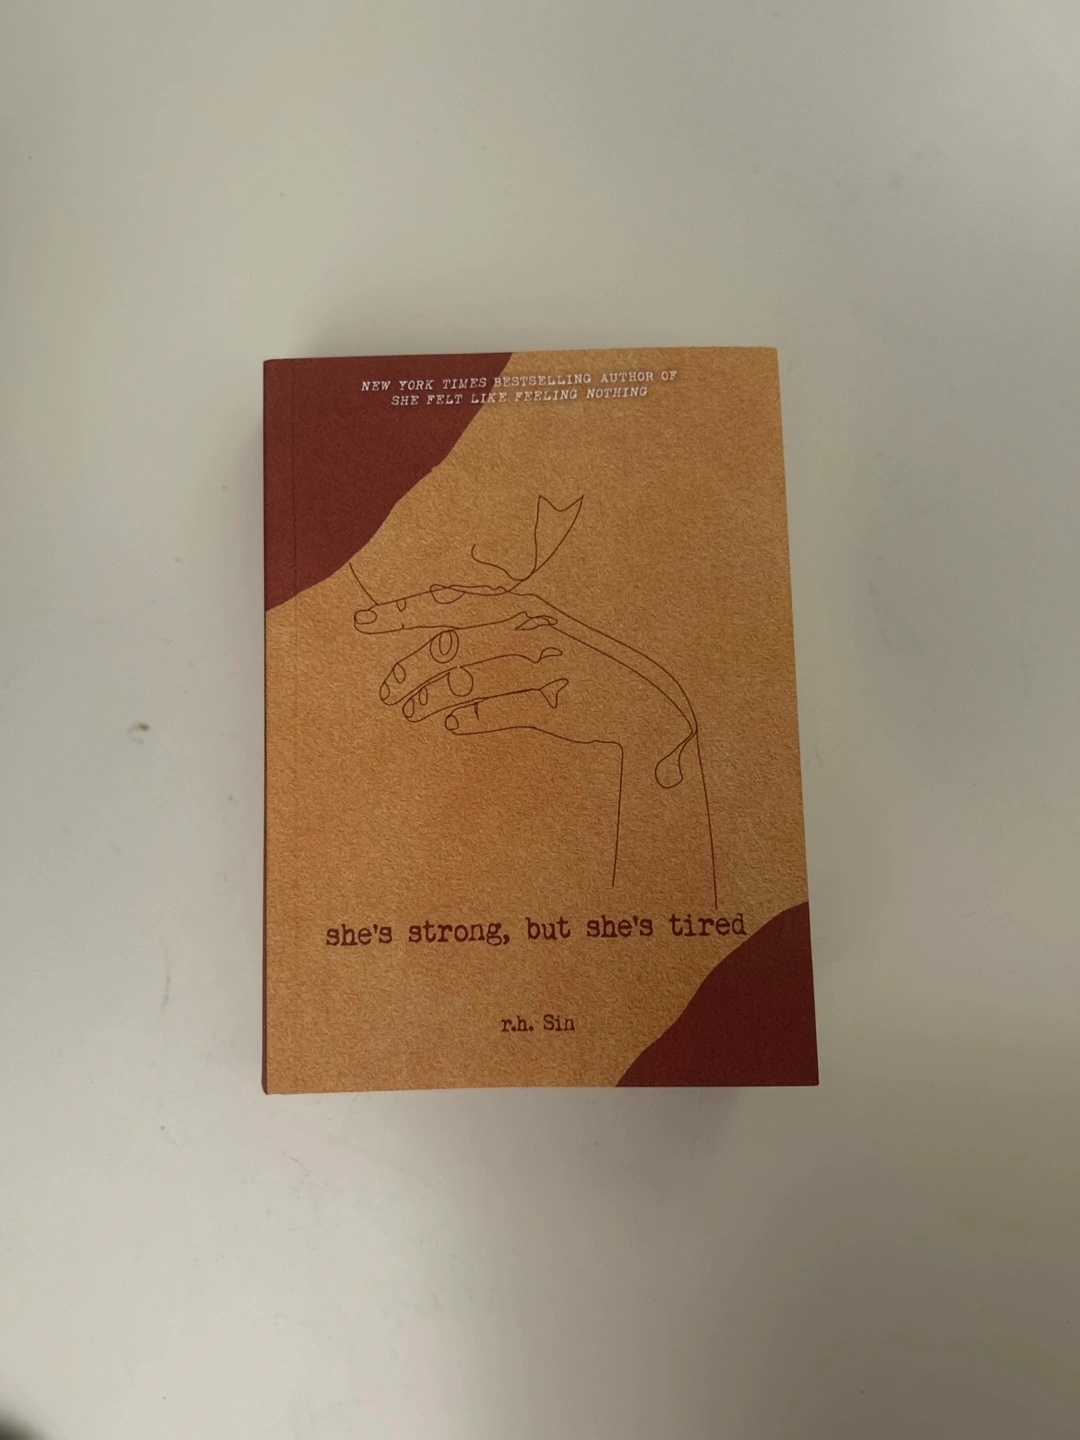 NEW YORK TIMES BESTSELLING AUTHOR OF
SHE FELT LIKE FEELING NOTHING
she's strong, but she's tired
r.h. Sin